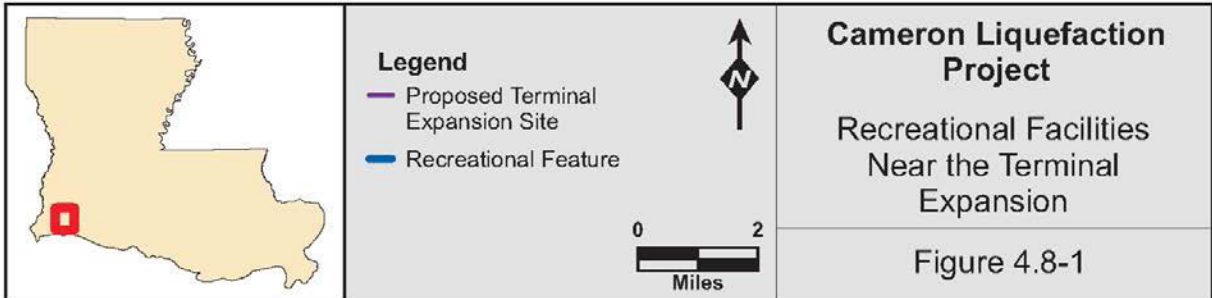 Legend
Proposed Terminal
Expansion Site
Recreational Feature
N
0 2
Miles
Cameron Liquefaction
Project
Recreational Facilities
Near the Terminal
Expansion
Figure 4.8-1